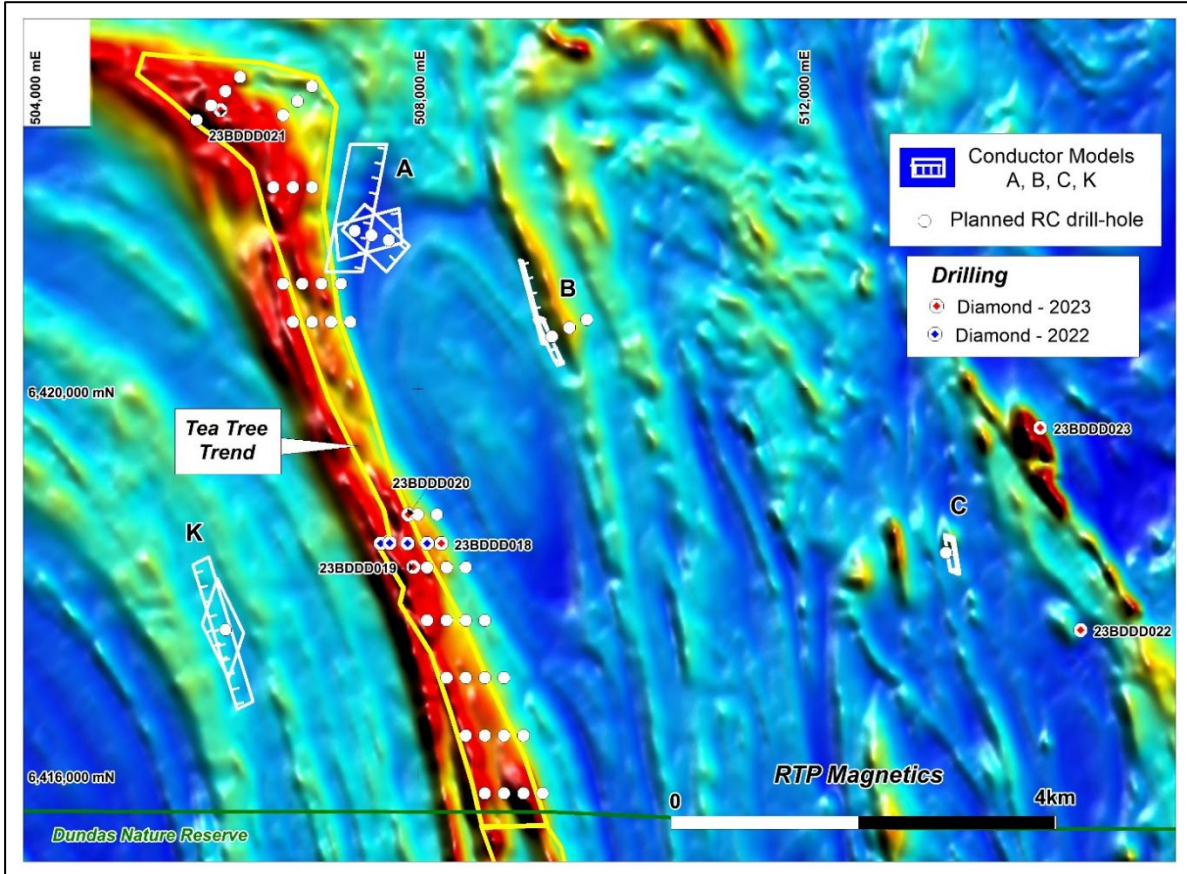 504,000 mE
508,000 mE
512,000 mE
23BDDD021
A
Conductor Models
A, B, C, K
Planned RC drill-hole
Drilling
Diamond - 2023
Diamond - 2022
B
6,420,000 mN
Tea Tree
Trend
23BDDD023
23BDDD020
C
K
23BDDD018
23BDDD019
23BDDD022
6,416,000 mN
RTP Magnetics
0
4km
Dundas Nature Reserve